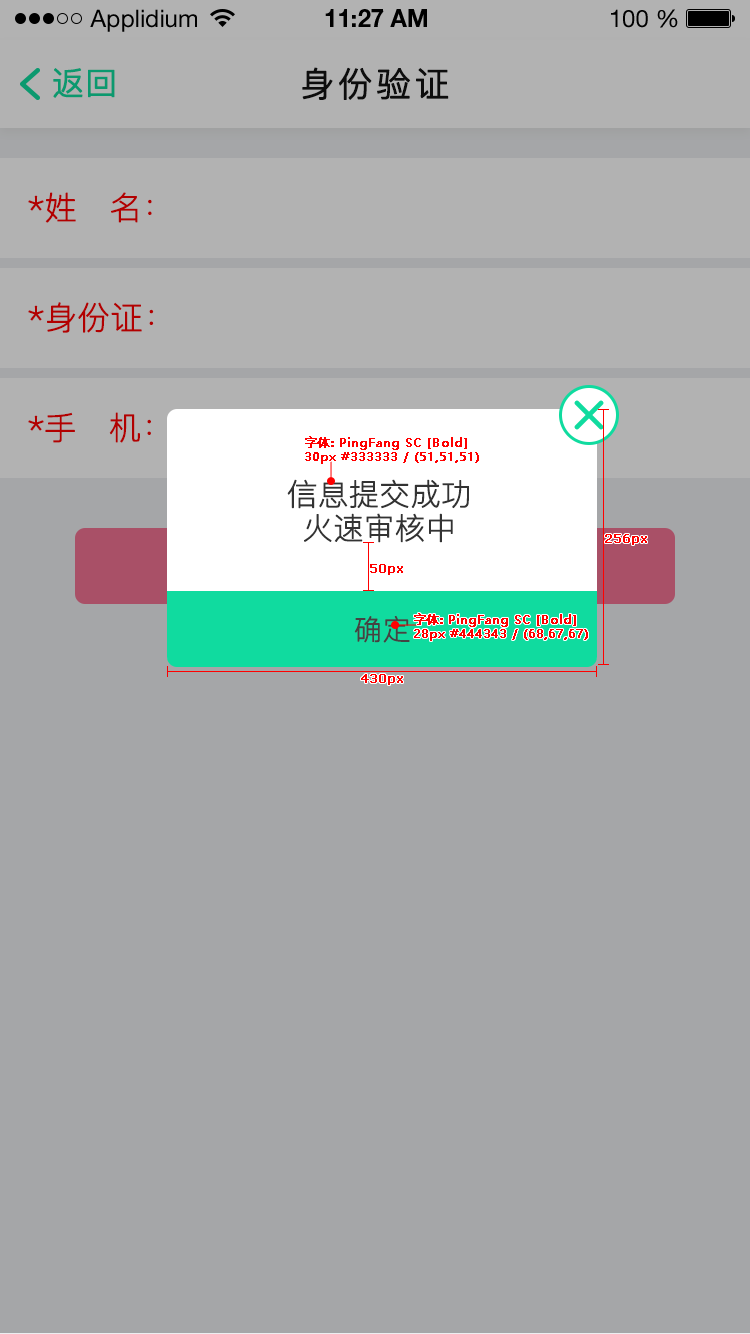 Applidium 11:27 AM 100 %
返回 身份验证
*姓 名：
*身份证：
*手 机：
字体: PingFang SC [Bold]
30px #333333 / (51,51,51)
信息提交成功
火速审核中
256px
50px
确定
字体: PingFang SC [Bold]
28px #444343 / (68,67,67)
430px